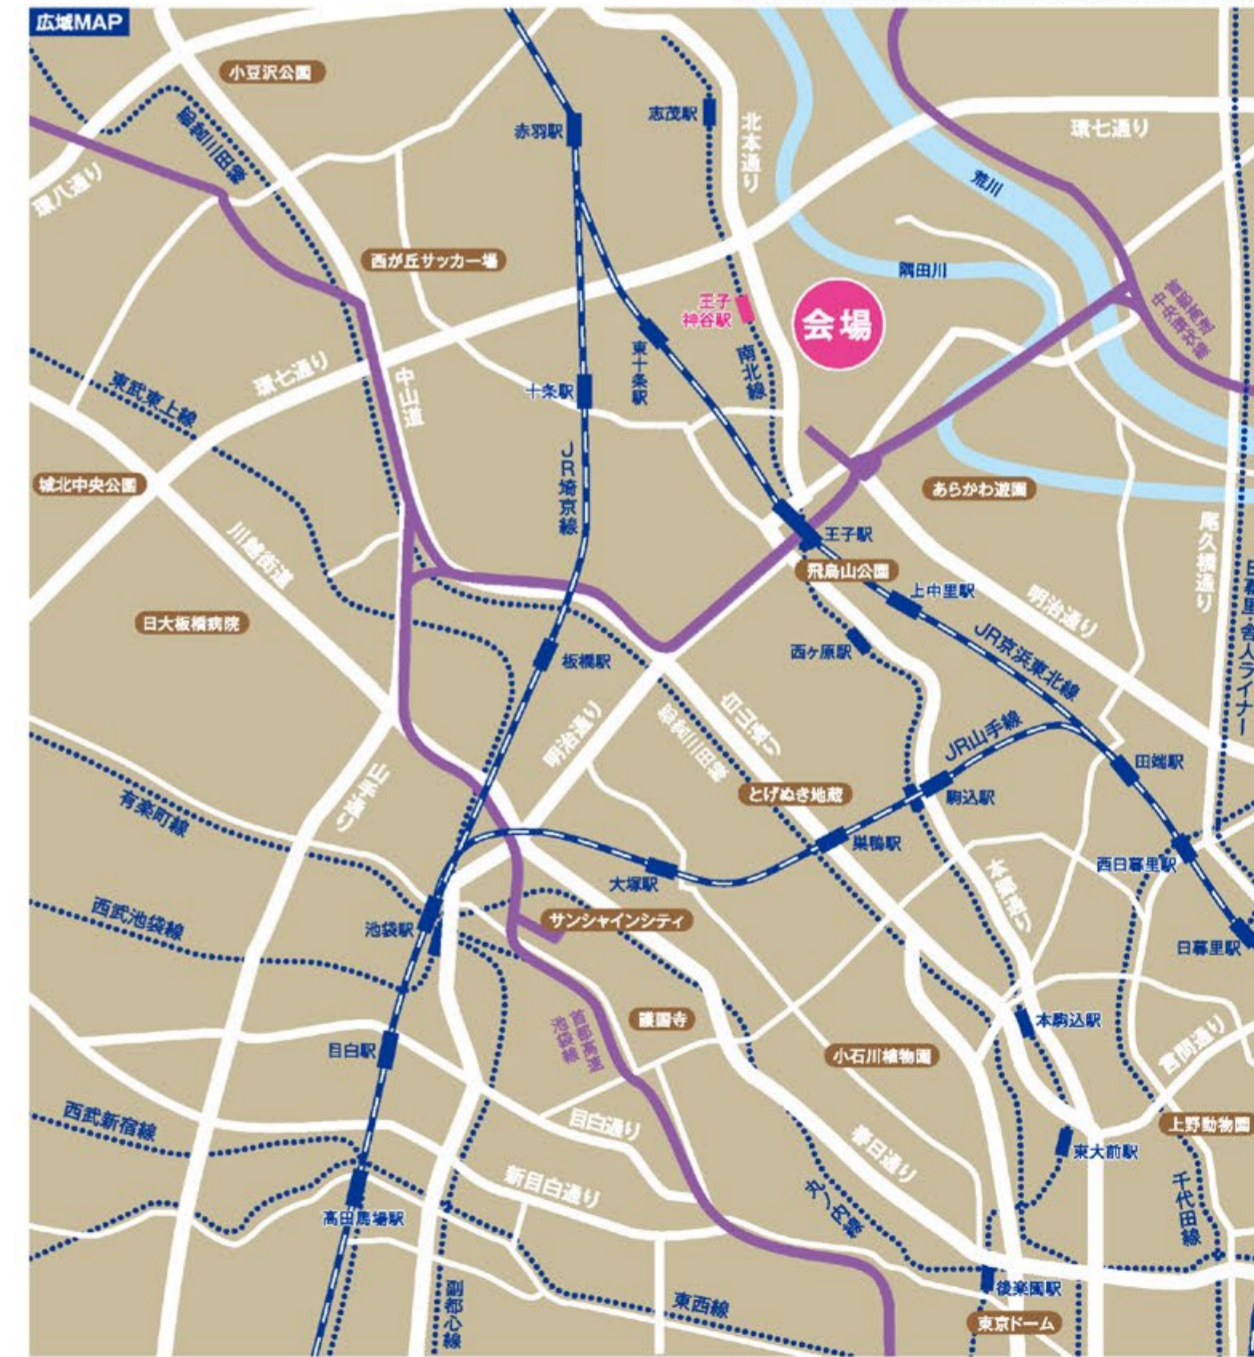 広域MAP
小豆沢公園
都営三田線
環八通り
赤羽駅
志茂駅
北本通り
環七通り
荒川
西が丘サッカー場
隅田川
王子
神谷駅
会場
首都高速
中央環状線
東武東上線
環七通り
中山道
十条駅
東十条駅
南北線
城北中央公園
JR埼京線
あらかわ遊園
川越街道
王子駅
尾久橋通り
飛鳥山公園
上中里駅
明治通り
日暮里・舎人ライナー
日大板橋病院
板橋駅
西ヶ原駅
JR京浜東北線
明治通り
白山通り
都営三田線
JR山手線
山手通り
有楽町線
とげぬき地蔵
駒込駅
田端駅
巣鴨駅
西日暮里駅
大塚駅
本郷通り
西武池袋線
池袋駅
サンシャインシティ
日暮里駅
首都高速
池袋線
護国寺
本駒込駅
目白駅
小石川植物園
言問通り
西武新宿線
目白通り
春日通り
上野動物園
東大前駅
新目白通り
丸ノ内線
千代田線
高田馬場駅
副都心線
東西線
後楽園駅
東京ドーム